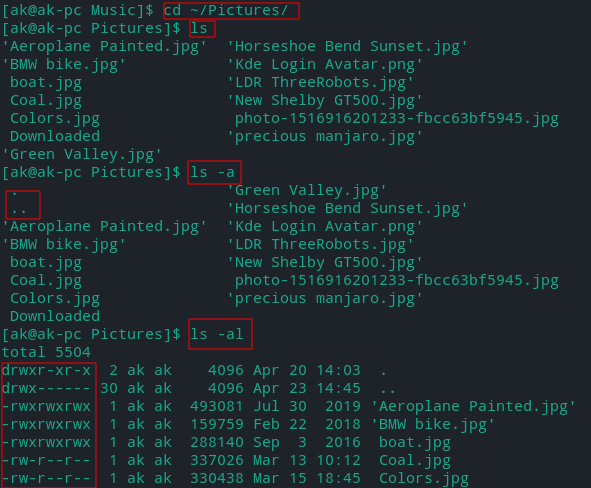 [ak@ak-pc Music]$ cd ~/Pictures/
[ak@ak-pc Pictures]$ ls
'Aeroplane Painted.jpg'  'Horseshoe Bend Sunset.jpg'
'BMW bike.jpg'           'Kde Login Avatar.png'
 boat.jpg                'LDR ThreeRobots.jpg'
 Coal.jpg                'New Shelby GT500.jpg'
 Colors.jpg               photo-1516916201233-fbcc63bf5945.jpg
 Downloaded              'precious manjaro.jpg'
'Green Valley.jpg'
[ak@ak-pc Pictures]$ ls -a
 .                       'Green Valley.jpg'
 ..                      'Horseshoe Bend Sunset.jpg'
'Aeroplane Painted.jpg'  'Kde Login Avatar.png'
'BMW bike.jpg'           'LDR ThreeRobots.jpg'
 boat.jpg                'New Shelby GT500.jpg'
 Coal.jpg                 photo-1516916201233-fbcc63bf5945.jpg
 Colors.jpg              'precious manjaro.jpg'
 Downloaded
[ak@ak-pc Pictures]$ ls -al
total 5504
drwxr-xr-x  2 ak ak    4096 Apr 20 14:03  .
drwx------ 30 ak ak    4096 Apr 23 14:45  ..
-rwxrwxrwx  1 ak ak  493081 Jul 30  2019 'Aeroplane Painted.jpg'
-rwxrwxrwx  1 ak ak  159759 Feb 22  2018 'BMW bike.jpg'
-rwxrwxrwx  1 ak ak  288140 Sep  3  2016  boat.jpg
-rw-r--r--  1 ak ak  337026 Mar 13 10:12  Coal.jpg
-rw-r--r--  1 ak ak  330438 Mar 15 18:45  Colors.jpg